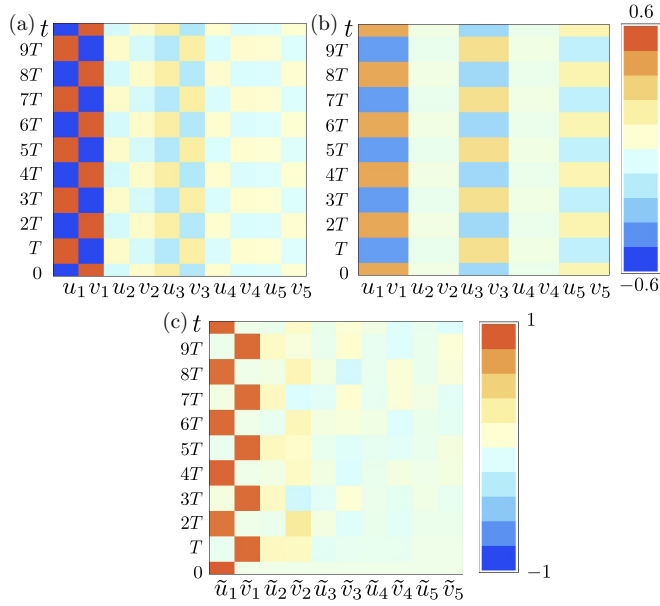 (a)
t
9T
8T
7T
6T
5T
4T
3T
2T
T
0
u₁ v₁ u₂ v₂ u₃ v₃ u₄ v₄ u₅ v₅
(b)
t
9T
8T
7T
6T
5T
4T
3T
2T
T
0
u₁ v₁ u₂ v₂ u₃ v₃ u₄ v₄ u₅ v₅
0.6
−0.6
(c)
t
9T
8T
7T
6T
5T
4T
3T
2T
T
0
ũ₁ ṽ₁ ũ₂ ṽ₂ ũ₃ ṽ₃ ũ₄ ṽ₄ ũ₅ ṽ₅
1
−1